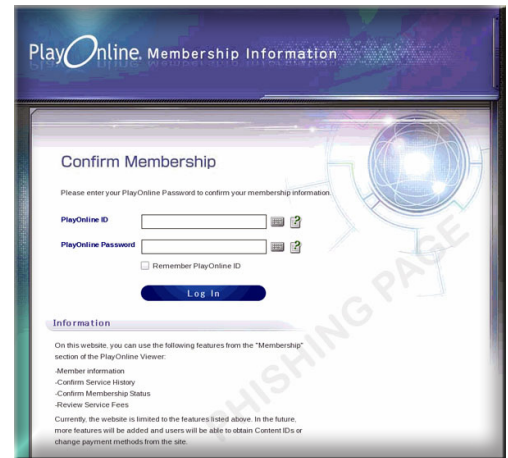 PlayOnline. Membership Information
Confirm Membership
Please enter your PlayOnline Password to confirm your membership information.
PlayOnline ID
PlayOnline Password
Remember PlayOnline ID
Log In
Information
On this website, you can use the following features from the "Membership"
section of the PlayOnline Viewer:
-Member information
-Confirm Service History
-Confirm Membership Status
-Review Service Fees
Currently, the website is limited to the features listed above. In the future,
more features will be added and users will be able to obtain Content IDs or
change payment methods from the site.
PHISHING PAGE